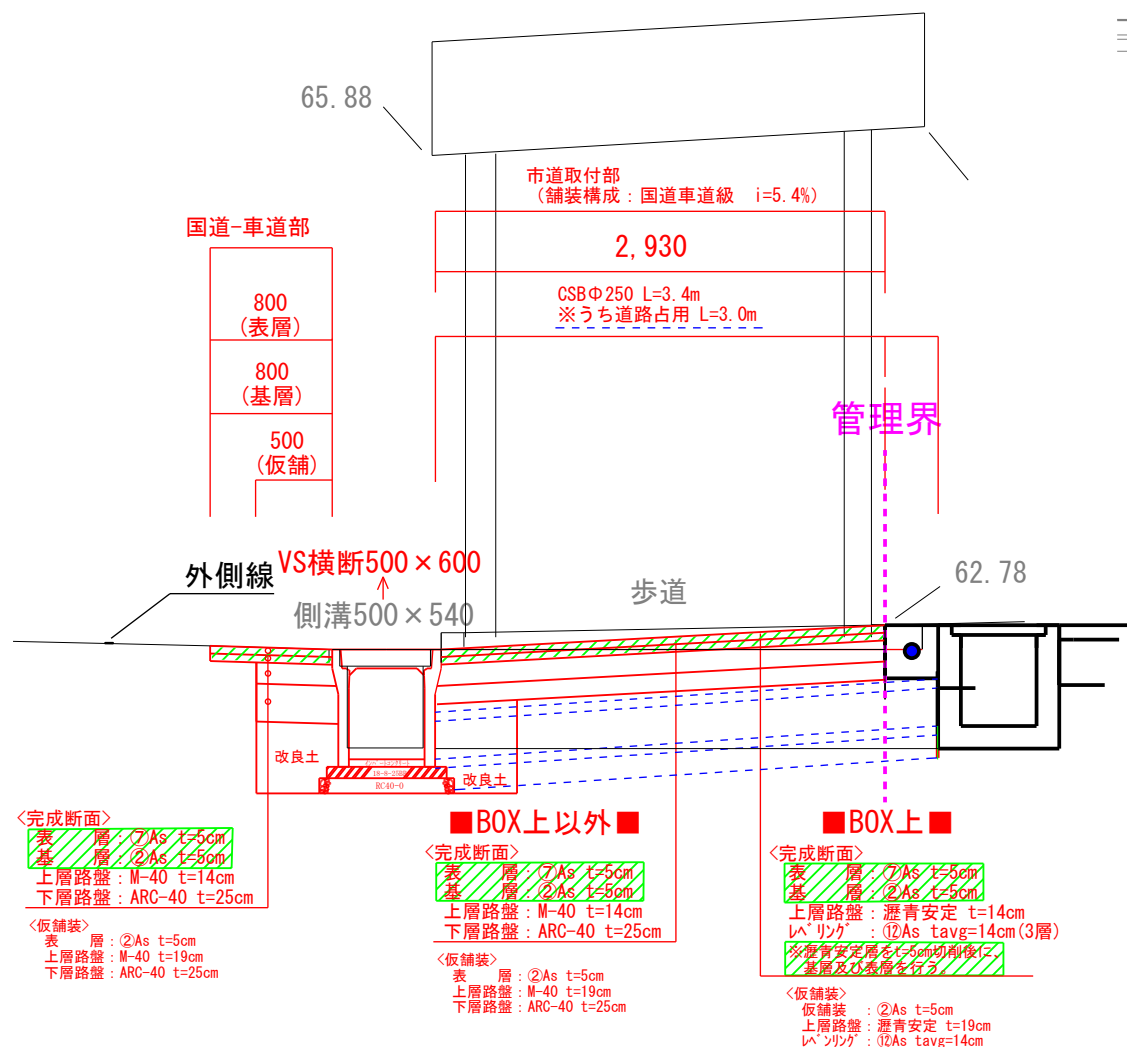 65.88
市道取付部
(舗装構成：国道車道級　i=5.4%)
国道-車道部
2,930
800
(表層)
CSBΦ250 L=3.4m
※うち道路占用 L=3.0m
800
(基層)
管理界
500
(仮舗)
外側線
VS横断500×600
側溝500×540
歩道
62.78
改良土
18-8-25BB
RC40-0
改良土
■BOX上以外■
■BOX上■
<完成断面>
表　　層：⑦As t=5cm
基　　層：②As t=5cm
上層路盤：M-40 t=14cm
下層路盤：ARC-40 t=25cm
<仮舗装>
表　　層：②As t=5cm
上層路盤：M-40 t=19cm
下層路盤：ARC-40 t=25cm
<完成断面>
表　　層：⑦As t=5cm
基　　層：②As t=5cm
上層路盤：M-40 t=14cm
下層路盤：ARC-40 t=25cm
<仮舗装>
表　　層：②As t=5cm
上層路盤：M-40 t=19cm
下層路盤：ARC-40 t=25cm
<完成断面>
表　　層：⑦As t=5cm
基　　層：②As t=5cm
上層路盤：瀝青安定 t=14cm
ﾚﾍﾞﾘﾝｸﾞ：⑫As tavg=14cm(3層)
※瀝青安定層をt=5cm切削後に、
基層及び表層を行う。
<仮舗装>
仮舗装　：②As t=5cm
上層路盤：瀝青安定 t=19cm
ﾚﾍﾞﾝﾘﾝｸﾞ：⑫As tavg=14cm